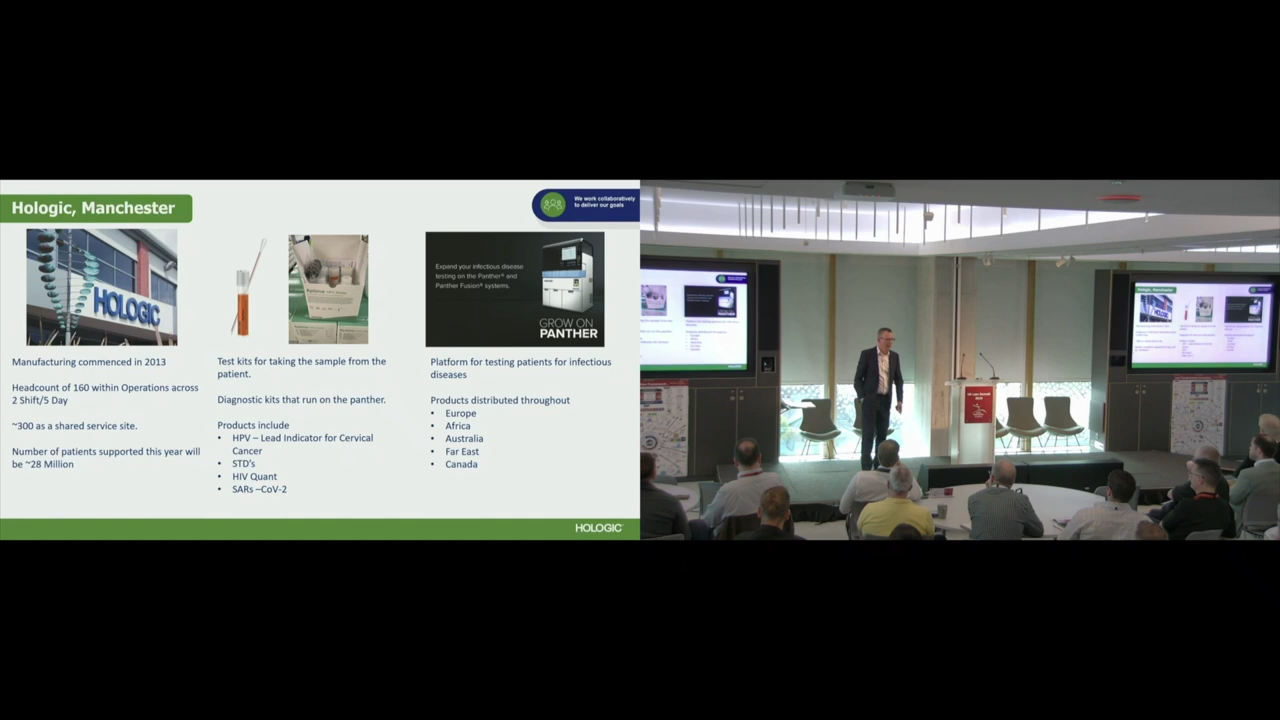 Hologic, Manchester
We work collaboratively
to deliver our goals
HOLOGIC
Expand your infectious disease
testing on the Panther® and
Panther Fusion® systems.
GROW ON
PANTHER
Manufacturing commenced in 2013
Headcount of 160 within Operations across
2 Shift/5 Day
~300 as a shared service site.
Number of patients supported this year will
be ~28 Million
Test kits for taking the sample from the
patient.
Diagnostic kits that run on the panther.
Products include
• HPV – Lead Indicator for Cervical
Cancer
• STD's
• HIV Quant
• SARs –CoV-2
Platform for testing patients for infectious
diseases
Products distributed throughout
• Europe
• Africa
• Australia
• Far East
• Canada
HOLOGIC